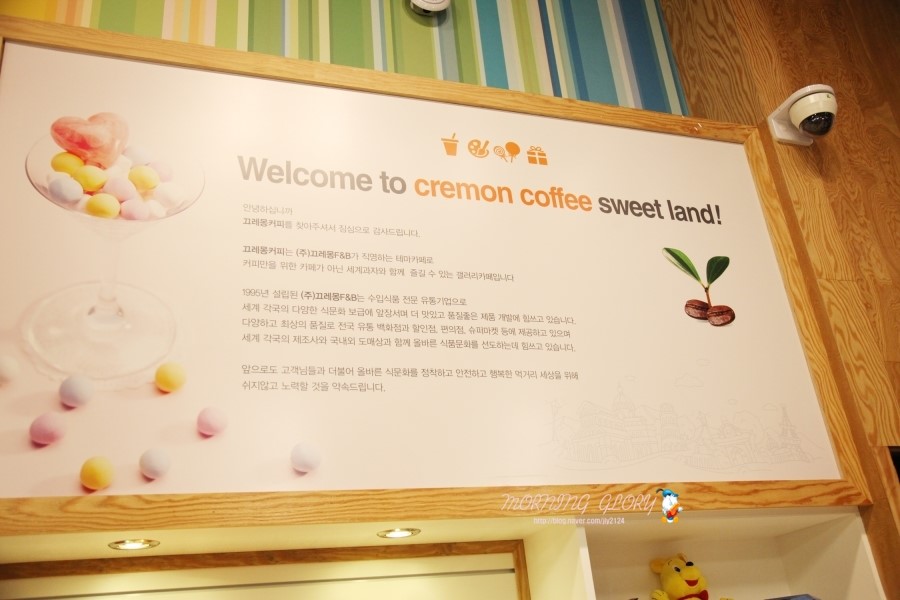 Welcome to cremon coffee sweet land!
안녕하십니까
끄레몽커피를 찾아주셔서 진심으로 감사드립니다.
끄레몽커피는 (주)끄레몽F&B가 직영하는 테마카페로
커피만을 위한 카페가 아닌 세계과자와 함께 즐길 수 있는 갤러리카페입니다
1995년 설립된 (주)끄레몽F&B는 수입식품 전문 유통기업으로
세계 각국의 다양한 식문화 보급에 앞장서며 더 맛있고 품질좋은 제품 개발에 힘쓰고 있습니다.
다양하고 최상의 품질로 전국 유통 백화점과 할인점, 편의점, 슈퍼마켓 등에 제공하고 있으며
세계 각국의 제조사와 국내외 도매상과 함께 올바른 식품문화를 선도하는데 힘쓰고 있습니다.
앞으로도 고객님들과 더불어 올바른 식문화를 정착하고 안전하고 행복한 먹거리 세상을 위해
쉬지않고 노력할 것을 약속드립니다.
MORNING GLORY
http://blog.naver.com/jiy2124